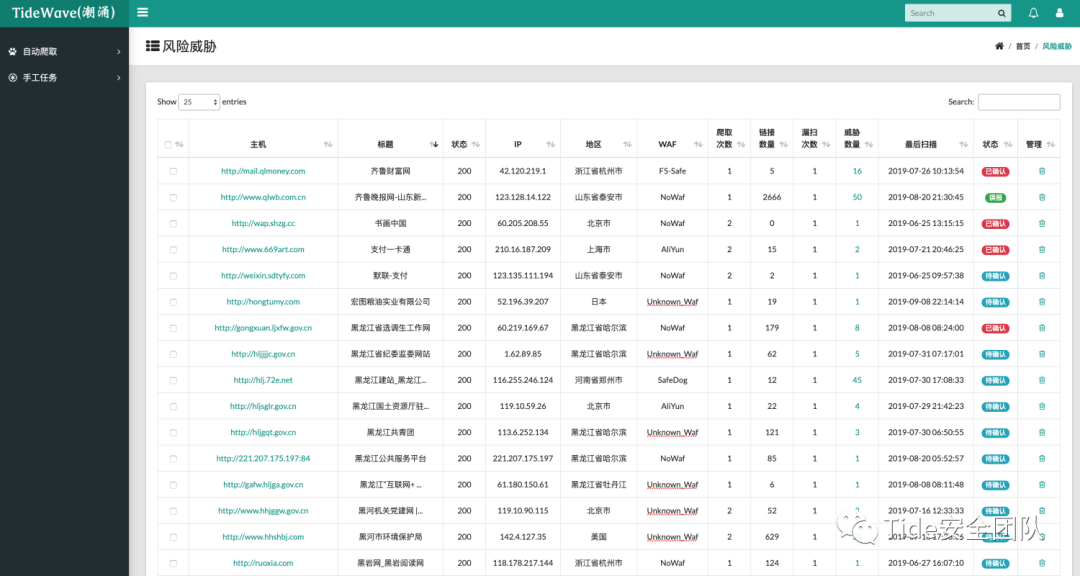 TideWave(潮涌)
Search
自动爬取
手工任务
风险威胁
/ 首页 / 风险威胁
Show 25 entries
Search:
主机 标题 状态 IP 地区 WAF 爬取次数 链接数量 漏扫次数 威胁数量 最后扫描 状态 管理
http://mail.qlmoney.com 齐鲁财富网 200 42.120.219.1 浙江省杭州市 F5-Safe 1 5 1 16 2019-07-26 10:13:54 已确认
http://www.qlwb.com.cn 齐鲁晚报网-山东新... 200 123.128.14.122 山东省泰安市 NoWaf 1 2666 1 50 2019-08-20 21:30:45 误报
http://wap.shzg.cc 书画中国 200 60.205.208.55 北京市 NoWaf 2 0 1 1 2019-06-25 13:15:15 已确认
http://www.669art.com 支付一卡通 200 210.16.187.209 上海市 AliYun 2 15 1 2 2019-07-21 20:46:25 已确认
http://weixin.sdtyfy.com 默联-支付 200 123.135.111.194 山东省泰安市 NoWaf 2 2 1 1 2019-06-25 09:57:38 待确认
http://hongtumy.com 宏图粮油实业有限公司 200 52.196.39.207 日本 Unknown_Waf 1 19 1 1 2019-09-08 22:14:14 待确认
http://gongxuan.ljxfw.gov.cn 黑龙江省选调生工作网 200 60.219.169.67 黑龙江省哈尔滨 NoWaf 1 179 1 8 2019-08-08 08:24:00 已确认
http://hljjjjc.gov.cn 黑龙江省纪委监委网站 200 1.62.89.85 黑龙江省哈尔滨 Unknown_Waf 1 62 1 5 2019-07-31 07:17:01 待确认
http://hlj.72e.net 黑龙江建站_黑龙江... 200 116.255.246.124 河南省郑州市 SafeDog 1 12 1 45 2019-07-30 17:08:33 待确认
http://hljsglr.gov.cn 黑龙江国土资源厅驻... 200 119.10.59.26 北京市 AliYun 1 22 1 4 2019-07-29 21:42:23 待确认
http://hljgqt.gov.cn 黑龙江共青团 200 113.6.252.134 黑龙江省哈尔滨 Unknown_Waf 1 121 1 3 2019-07-30 06:50:55 待确认
http://221.207.175.197:84 黑龙江公共服务平台 200 221.207.175.197 黑龙江省哈尔滨 NoWaf 1 85 1 1 2019-08-20 05:52:57 待确认
http://gafw.hljga.gov.cn 黑龙江"互联网+ ... 200 61.180.150.61 黑龙江省牡丹江 Unknown_Waf 1 6 1 1 2019-08-08 08:11:48 待确认
http://www.hhjggw.gov.cn 黑河机关党建网 |... 200 119.10.90.115 北京市 Unknown_Waf 2 52 1 2019-08-16 12:33:33 待确认
http://www.hhshbj.com 黑河市环境保护局 200 142.4.127.35 美国 Unknown_Waf 2 629 1
http://ruoxia.com 黑岩网_黑岩阅读网 200 118.178.217.144 浙江省杭州市 NoWaf 1 124 1 1 2019-06-27 16:07:10 待确认
Tide安全团队